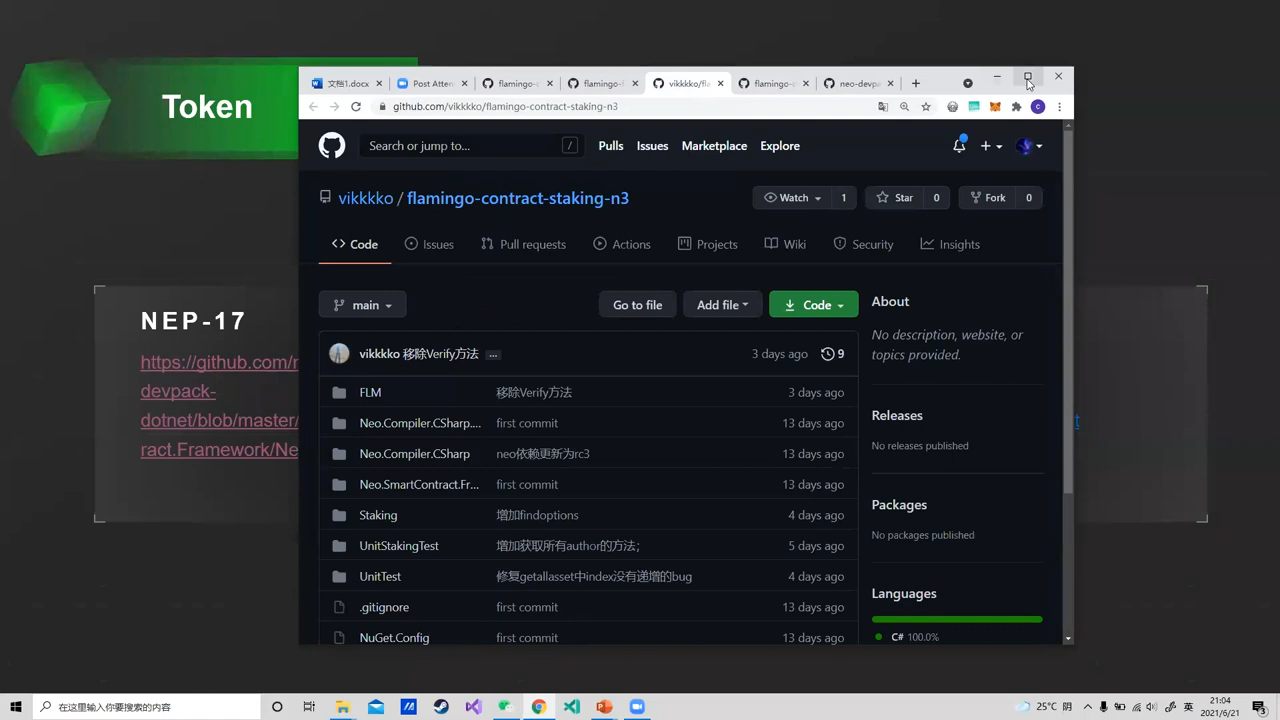 Token
NEP-17
https://github.com/
devpack-
dotnet/blob/master/
ract.Framework/Ne
文档1.docx
Post Atten
flamingo-c
flamingo-
vikkkko/fl
flamingo-c
neo-devpa
github.com/vikkkko/flamingo-contract-staking-n3
C
Search or jump to...
/
Pulls
Issues
Marketplace
Explore
vikkkko / flamingo-contract-staking-n3
Watch
1
Star
0
Fork
0
Code
Issues
Pull requests
Actions
Projects
Wiki
Security
Insights
main
Go to file
Add file
Code
vikkkko 移除Verify方法
...
3 days ago
9
FLM
移除Verify方法
3 days ago
Neo.Compiler.CSharp....
first commit
13 days ago
Neo.Compiler.CSharp
neo依赖更新为rc3
13 days ago
Neo.SmartContract.Fr...
first commit
13 days ago
Staking
增加findoptions
4 days ago
UnitStakingTest
增加获取所有author的方法;
5 days ago
UnitTest
修复getallasset中index没有递增的bug
4 days ago
.gitignore
first commit
13 days ago
NuGet.Config
first commit
13 days ago
About
No description, website, or
topics provided.
Releases
No releases published
Packages
No packages published
Languages
C# 100.0%
t
在这里输入你要搜索的内容
25°C 阴
英
21:04
2021/6/21
3